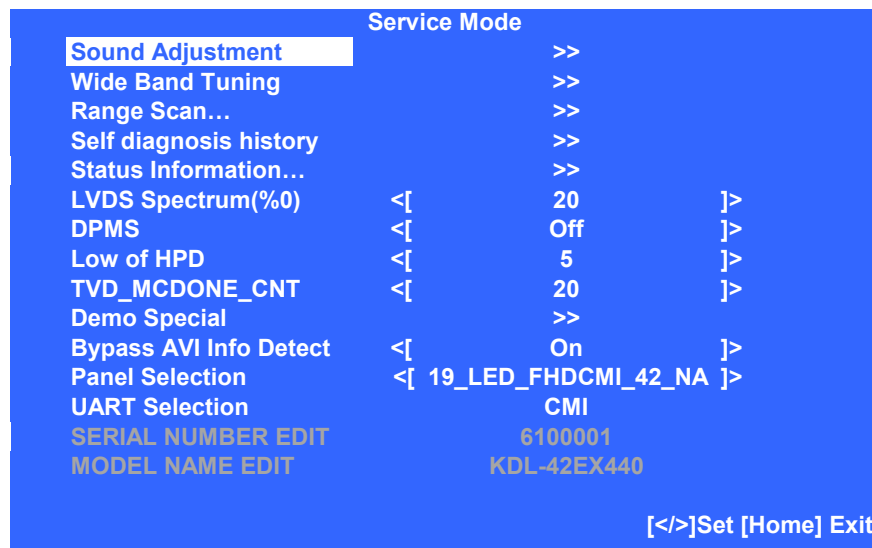 Service Mode
Sound Adjustment >>
Wide Band Tuning >>
Range Scan… >>
Self diagnosis history >>
Status Information… >>
LVDS Spectrum(%0) <[ 20 ]>
DPMS <[ Off ]>
Low of HPD <[ 5 ]>
TVD_MCDONE_CNT <[ 20 ]>
Demo Special >>
Bypass AVI Info Detect <[ On ]>
Panel Selection <[ 19_LED_FHDCMI_42_NA ]>
UART Selection CMI
SERIAL NUMBER EDIT 6100001
MODEL NAME EDIT KDL-42EX440
[</>]Set [Home] Exit